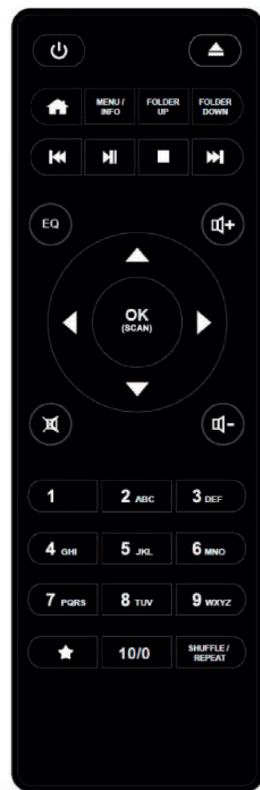 MENU / INFO FOLDER UP FOLDER DOWN
EQ
OK
(SCAN)
1 2 ABC 3 DEF
4 GHI 5 JKL 6 MNO
7 PQRS 8 TUV 9 WXYZ
10/0 SHUFFLE / REPEAT